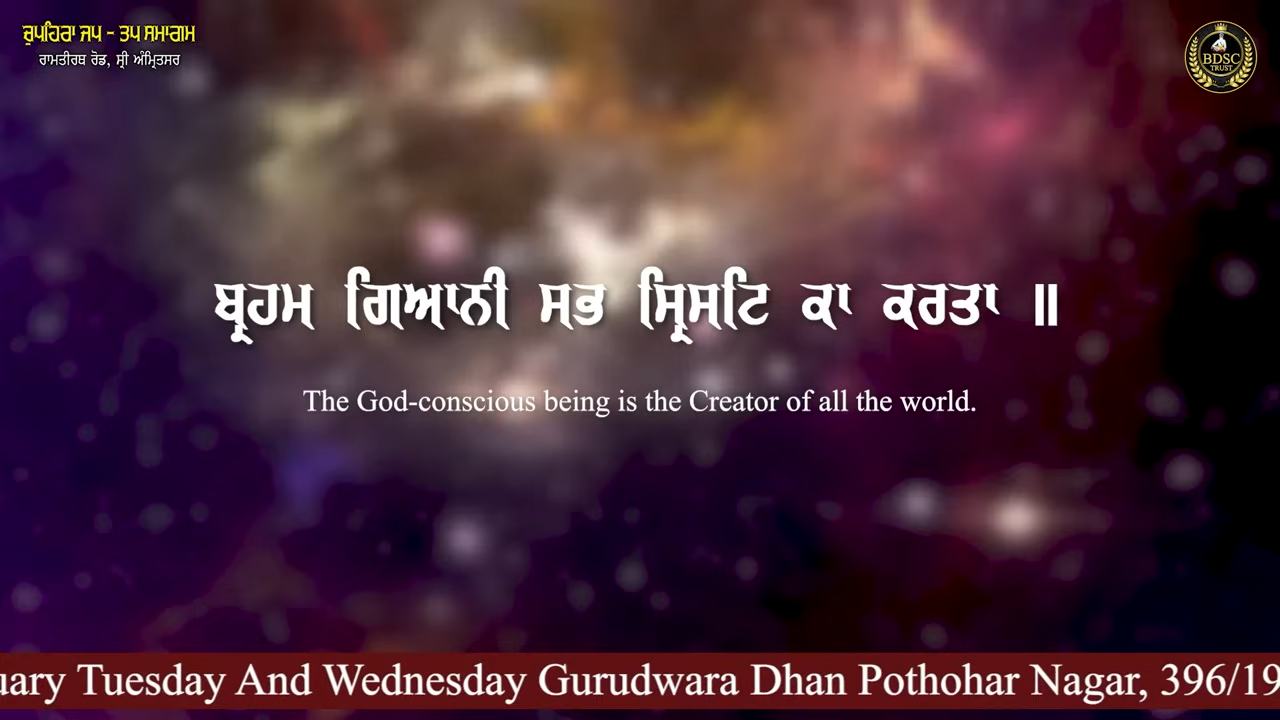 ਚੁਪਹਿਰਾ ਜਪ - ਤਪ ਸਮਾਗਮ
ਰਾਮਤੀਰਥ ਰੋਡ, ਸ੍ਰੀ ਅੰਮ੍ਰਿਤਸਰ
BDSC
TRUST
ਬ੍ਰਹਮ ਗਿਆਨੀ ਸਭ ਸ੍ਰਿਸਟਿ ਕਾ ਕਰਤਾ ॥
The God-conscious being is the Creator of all the world.
uary Tuesday And Wednesday Gurudwara Dhan Pothohar Nagar, 396/19